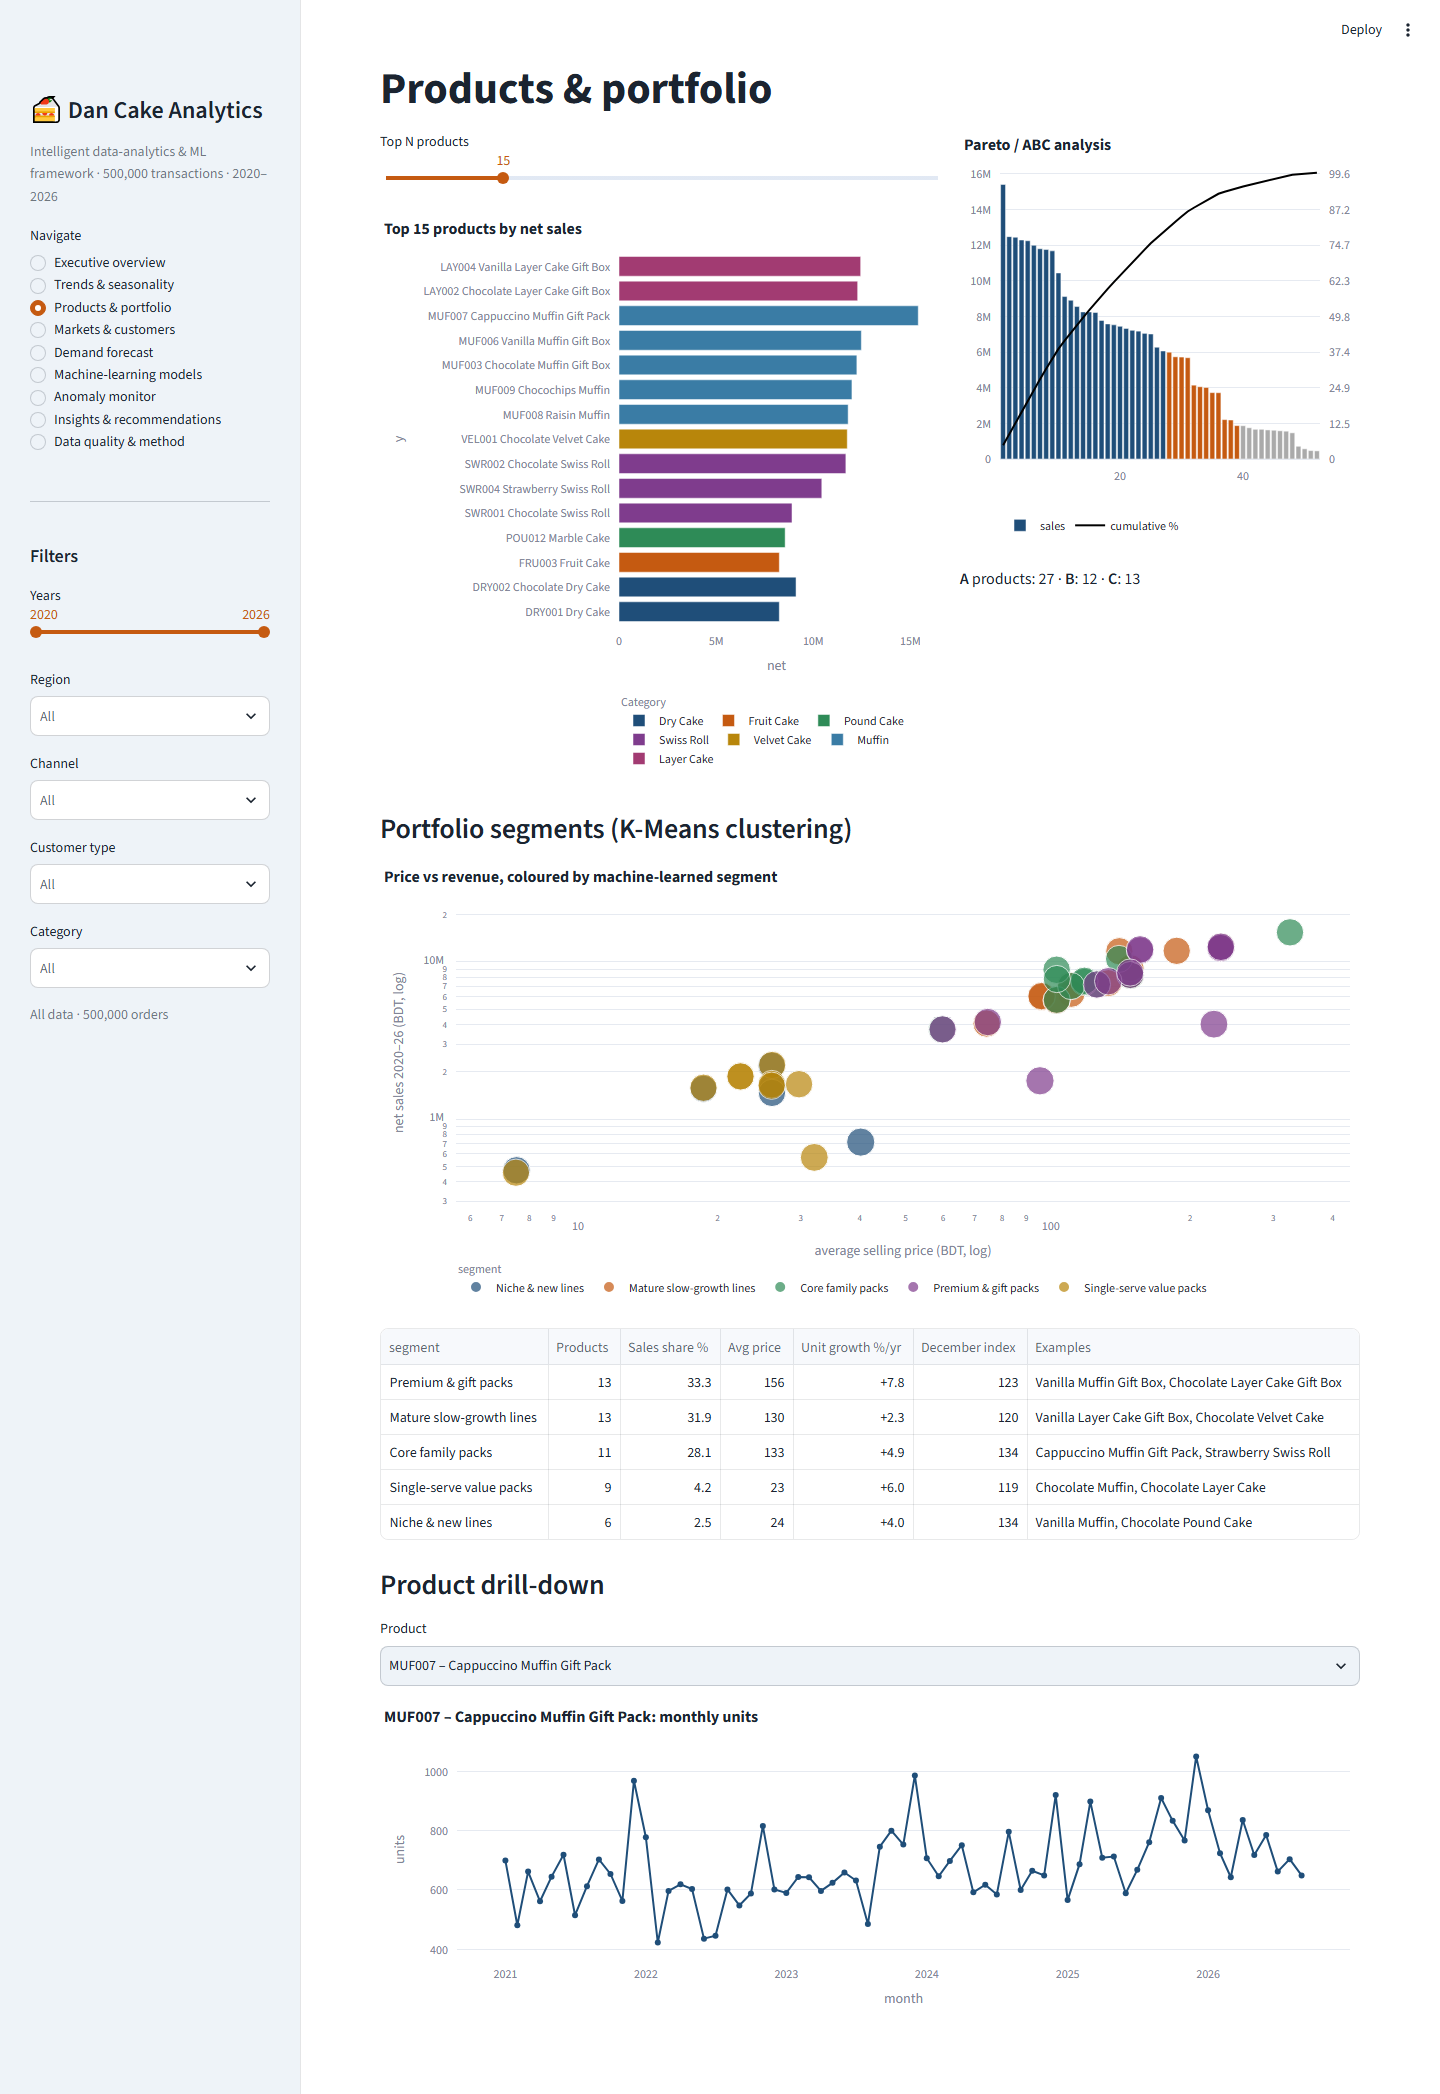 Deploy
🍰 Dan Cake Analytics
Intelligent data-analytics & ML
framework · 500,000 transactions · 2020–
2026
Navigate
Executive overview
Trends & seasonality
Products & portfolio
Markets & customers
Demand forecast
Machine-learning models
Anomaly monitor
Insights & recommendations
Data quality & method
Filters
Years
2020 2026
Region
All
Channel
All
Customer type
All
Category
All
All data · 500,000 orders
Products & portfolio
Top N products
15
Top 15 products by net sales
LAY004 Vanilla Layer Cake Gift Box
LAY002 Chocolate Layer Cake Gift Box
MUF007 Cappuccino Muffin Gift Pack
MUF006 Vanilla Muffin Gift Box
MUF003 Chocolate Muffin Gift Box
MUF009 Chocochips Muffin
MUF008 Raisin Muffin
VEL001 Chocolate Velvet Cake
SWR002 Chocolate Swiss Roll
SWR004 Strawberry Swiss Roll
SWR001 Chocolate Swiss Roll
POU012 Marble Cake
FRU003 Fruit Cake
DRY002 Chocolate Dry Cake
DRY001 Dry Cake
y
0 5M 10M 15M
net
Category
Dry Cake Fruit Cake Pound Cake
Swiss Roll Velvet Cake Muffin
Layer Cake
Pareto / ABC analysis
16M 99.6
14M 87.2
12M 74.7
10M 62.3
8M 49.8
6M 37.4
4M 24.9
2M 12.5
0 0
20 40
sales cumulative %
A products: 27 · B: 12 · C: 13
Portfolio segments (K-Means clustering)
Price vs revenue, coloured by machine-learned segment
net sales 2020–26 (BDT, log)
2
10M
9
8
7
6
5
4
3
2
1M
9
8
7
6
5
4
3
6 7 8 9 10 2 3 4 5 6 7 8 9 100 2 3 4
average selling price (BDT, log)
segment
Niche & new lines Mature slow-growth lines Core family packs Premium & gift packs Single-serve value packs
segment Products Sales share % Avg price Unit growth %/yr December index Examples
Premium & gift packs 13 33.3 156 +7.8 123 Vanilla Muffin Gift Box, Chocolate Layer Cake Gift Box
Mature slow-growth lines 13 31.9 130 +2.3 120 Vanilla Layer Cake Gift Box, Chocolate Velvet Cake
Core family packs 11 28.1 133 +4.9 134 Cappuccino Muffin Gift Pack, Strawberry Swiss Roll
Single-serve value packs 9 4.2 23 +6.0 119 Chocolate Muffin, Chocolate Layer Cake
Niche & new lines 6 2.5 24 +4.0 134 Vanilla Muffin, Chocolate Pound Cake
Product drill-down
Product
MUF007 – Cappuccino Muffin Gift Pack
MUF007 – Cappuccino Muffin Gift Pack: monthly units
units
1000
800
600
400
2021 2022 2023 2024 2025 2026
month